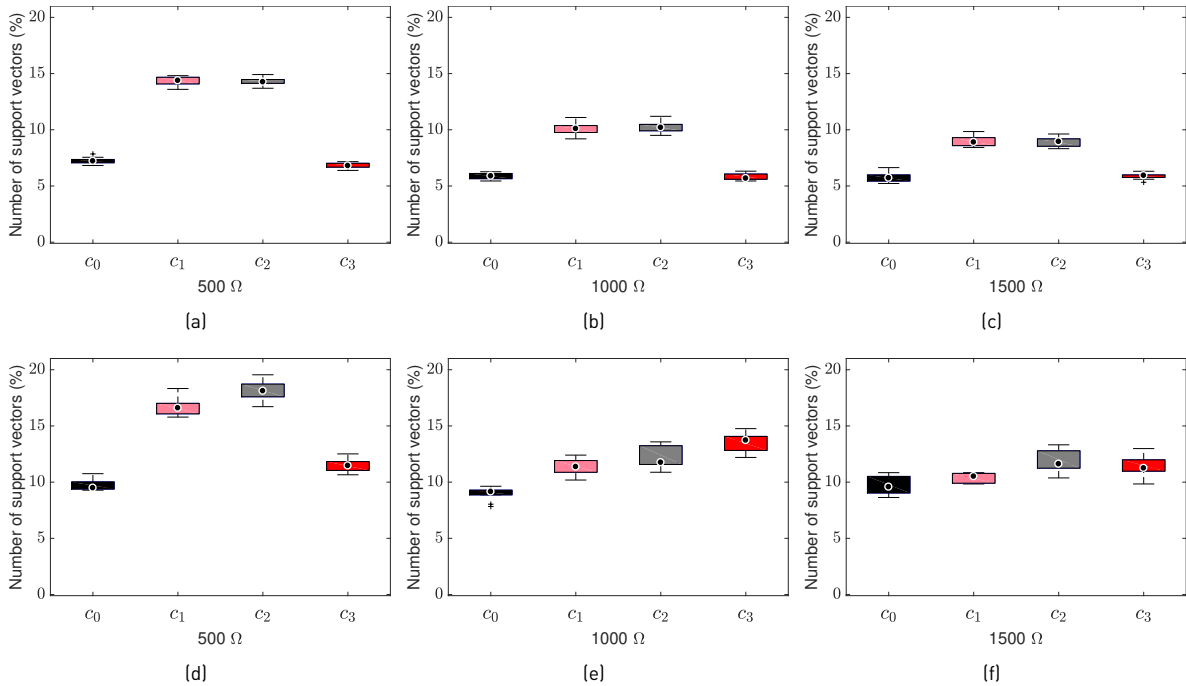 Number of support vectors (%)
20
15
10
5
0
c0 c1 c2 c3
500 Ω
(a)
Number of support vectors (%)
20
15
10
5
0
c0 c1 c2 c3
1000 Ω
(b)
Number of support vectors (%)
20
15
10
5
0
c0 c1 c2 c3
1500 Ω
(c)
Number of support vectors (%)
20
15
10
5
0
c0 c1 c2 c3
500 Ω
(d)
Number of support vectors (%)
20
15
10
5
0
c0 c1 c2 c3
1000 Ω
(e)
Number of support vectors (%)
20
15
10
5
0
c0 c1 c2 c3
1500 Ω
(f)